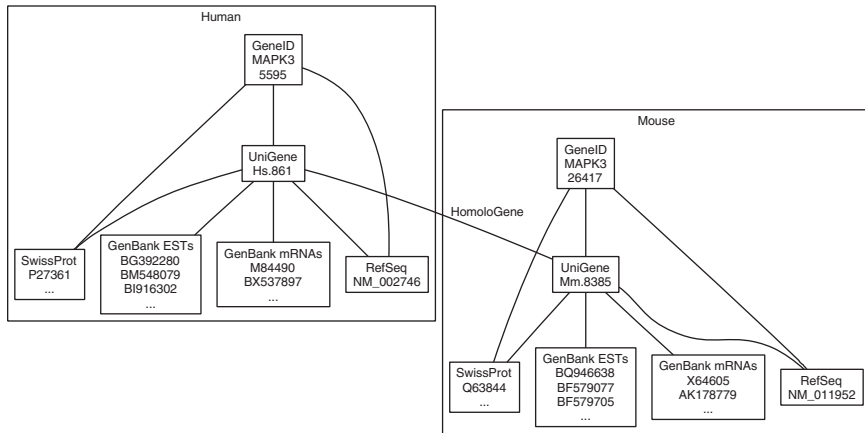 Human
GeneID
MAPK3
5595
UniGene
Hs.861
SwissProt
P27361
...
GenBank ESTs
BG392280
BM548079
BI916302
...
GenBank mRNAs
M84490
BX537897
...
RefSeq
NM_002746
HomoloGene
Mouse
GeneID
MAPK3
26417
UniGene
Mm.8385
SwissProt
Q63844
...
GenBank ESTs
BQ946638
BF579077
BF579705
...
GenBank mRNAs
X64605
AK178779
...
RefSeq
NM_011952